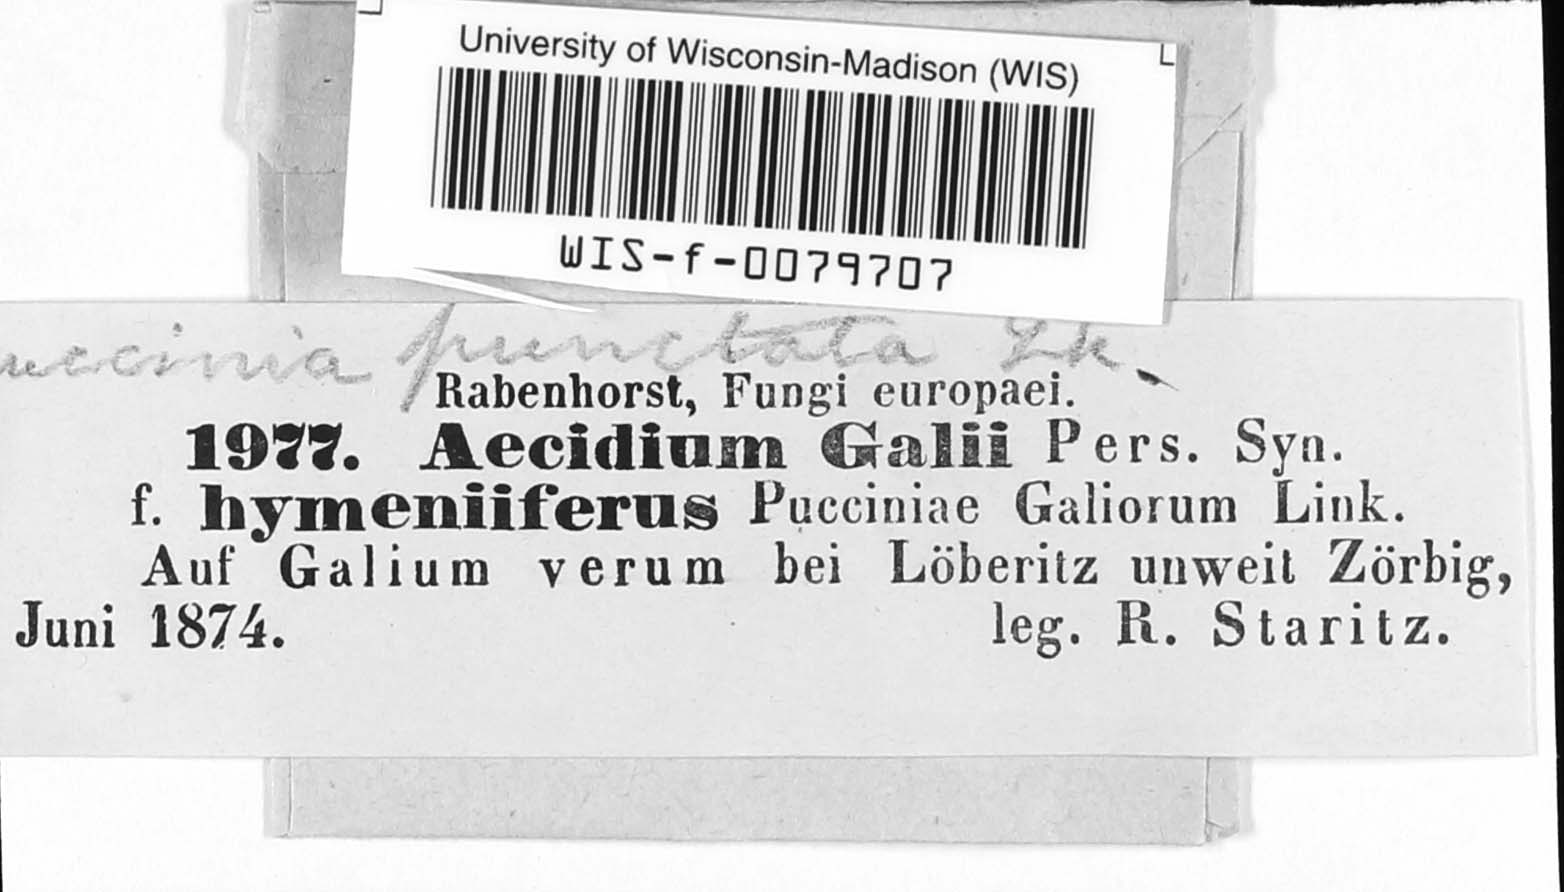 University of Wisconsin-Madison (WIS)
WIS-f-0079707
uccinia punctata Lk.
Rabenhorst, Fungi europaei.
1977. Aecidium Galii Pers. Syn.
f. hymeniiferus Pucciniae Galiorum Link.
Auf Galium verum bei Löberitz unweit Zörbig,
Juni 1874. leg. R. Staritz.